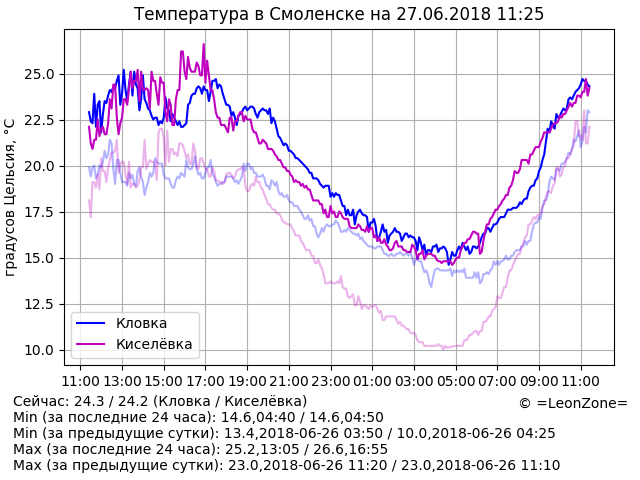 Температура в Смоленске на 27.06.2018 11:25
градусов Цельсия, °C
25.0
22.5
20.0
17.5
15.0
12.5
10.0
Кловка
Киселёвка
11:00 13:00 15:00 17:00 19:00 21:00 23:00 01:00 03:00 05:00 07:00 09:00 11:00
Сейчас: 24.3 / 24.2 (Кловка / Киселёвка)
© =LeonZone=
Min (за последние 24 часа): 14.6,04:40 / 14.6,04:50
Min (за предыдущие сутки): 13.4,2018-06-26 03:50 / 10.0,2018-06-26 04:25
Max (за последние 24 часа): 25.2,13:05 / 26.6,16:55
Max (за предыдущие сутки): 23.0,2018-06-26 11:20 / 23.0,2018-06-26 11:10